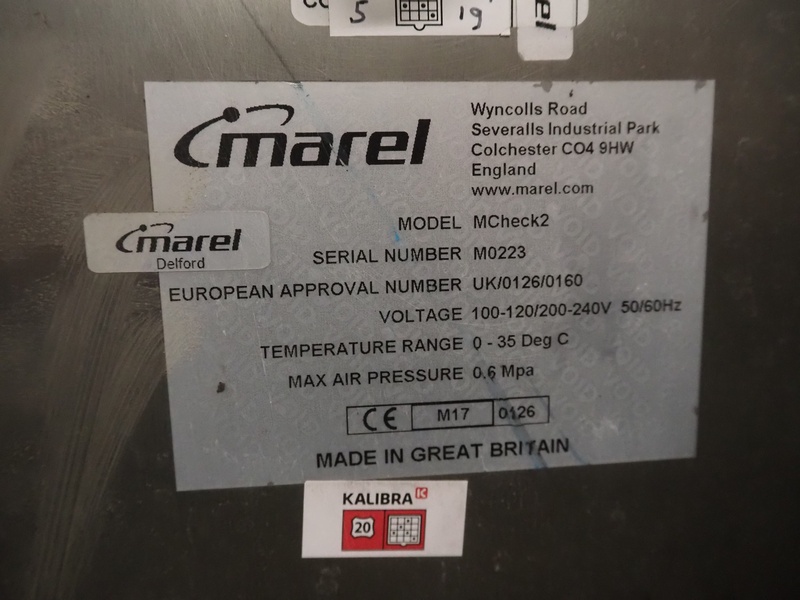 5 19
arel
marel
Wyncolls Road
Severalls Industrial Park
Colchester CO4 9HW
England
www.marel.com
marel
Delford
MODEL MCheck2
SERIAL NUMBER M0223
EUROPEAN APPROVAL NUMBER UK/0126/0160
VOLTAGE 100-120/200-240V 50/60Hz
TEMPERATURE RANGE 0 - 35 Deg C
MAX AIR PRESSURE 0.6 Mpa
CE M17 0126
MADE IN GREAT BRITAIN
KALIBRA K
20